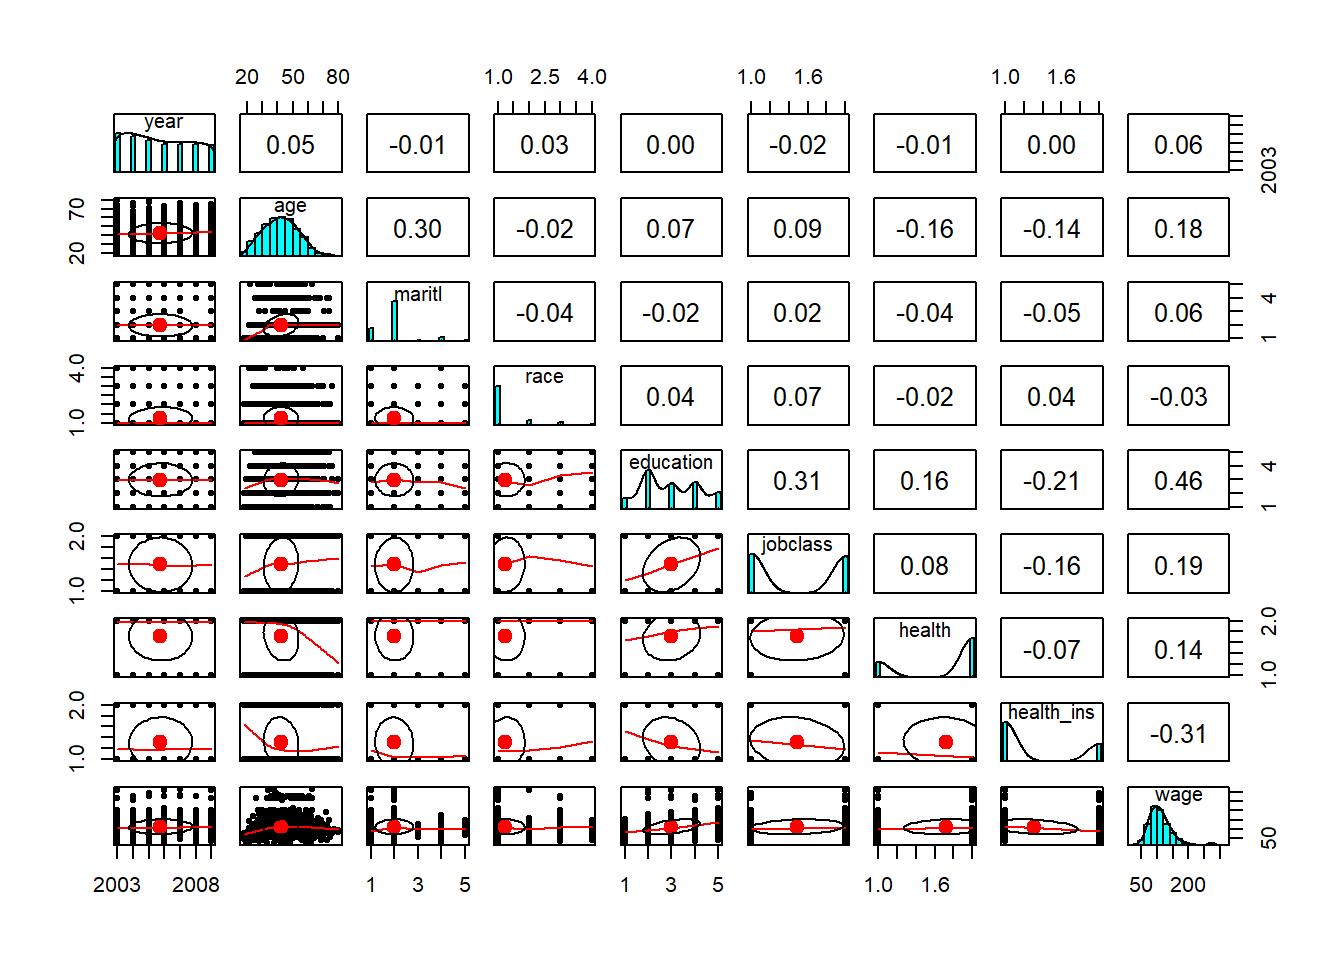 20 50 80 1.0 2.5 4.0 1.0 1.6 1.0 1.6
year 0.05 -0.01 0.03 0.00 -0.02 -0.01 0.00 0.06 2003
70 20 age 0.30 -0.02 0.07 0.09 -0.16 -0.14 0.18
maritl -0.04 -0.02 0.02 -0.04 -0.05 0.06 4 1
4.0 1.0 race 0.04 0.07 -0.02 0.04 -0.03
education 0.31 0.16 -0.21 0.46 4 1
2.0 1.0 jobclass 0.08 -0.16 0.19
health -0.07 0.14 2.0 1.0
2.0 1.0 health_ins -0.31
wage 50
2003 2008 1 3 5 1 3 5 1.0 1.6 50 200